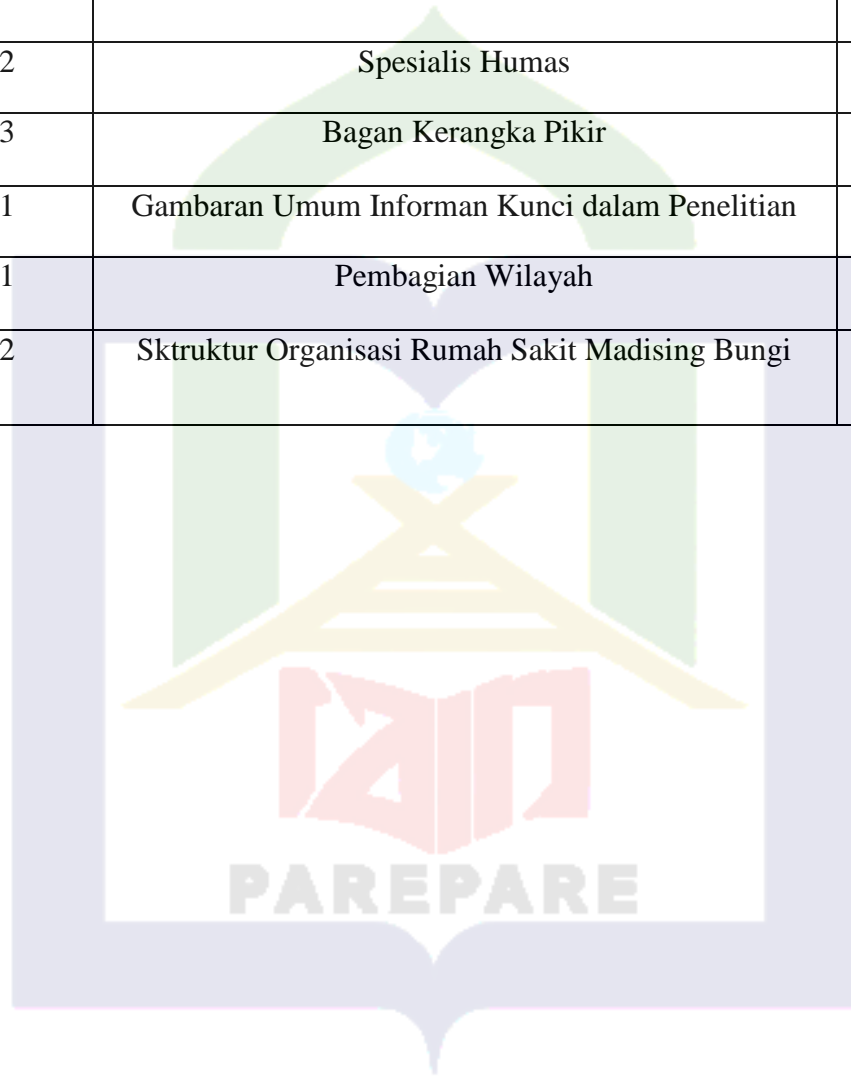 2 Spesialis Humas
3 Bagan Kerangka Pikir
1 Gambaran Umum Informan Kunci dalam Penelitian
1 Pembagian Wilayah
2 Sktruktur Organisasi Rumah Sakit Madising Bungi
iain
PAREPARE